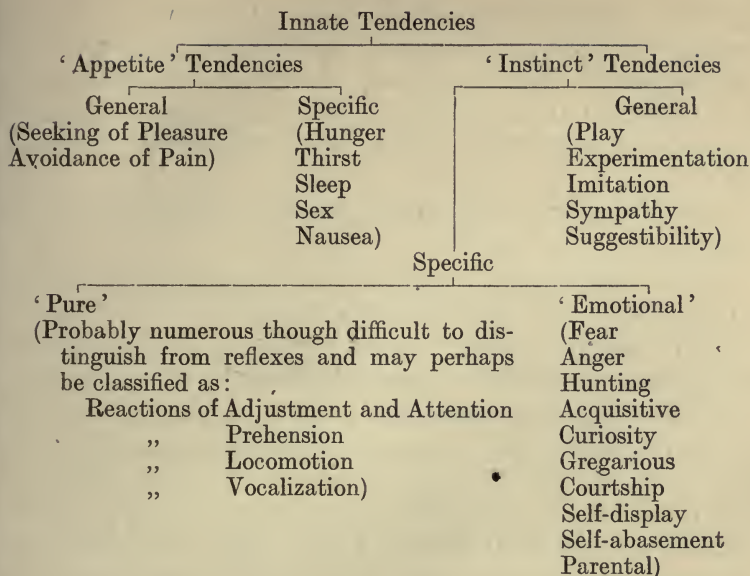 Innate Tendencies
‘Appetite’ Tendencies ‘Instinct’ Tendencies
General Specific General
(Seeking of Pleasure (Hunger (Play
Avoidance of Pain) Thirst Experimentation
Sleep Imitation
Sex Sympathy
Nausea) Suggestibility)
Specific
‘Pure’ ‘Emotional’
(Probably numerous though difficult to dis- (Fear
tinguish from reflexes and may perhaps Anger
be classified as: Hunting
Reactions of Adjustment and Attention Acquisitive
„ Prehension Curiosity
„ Locomotion Gregarious
„ Vocalization) Courtship
Self-display
Self-abasement
Parental)